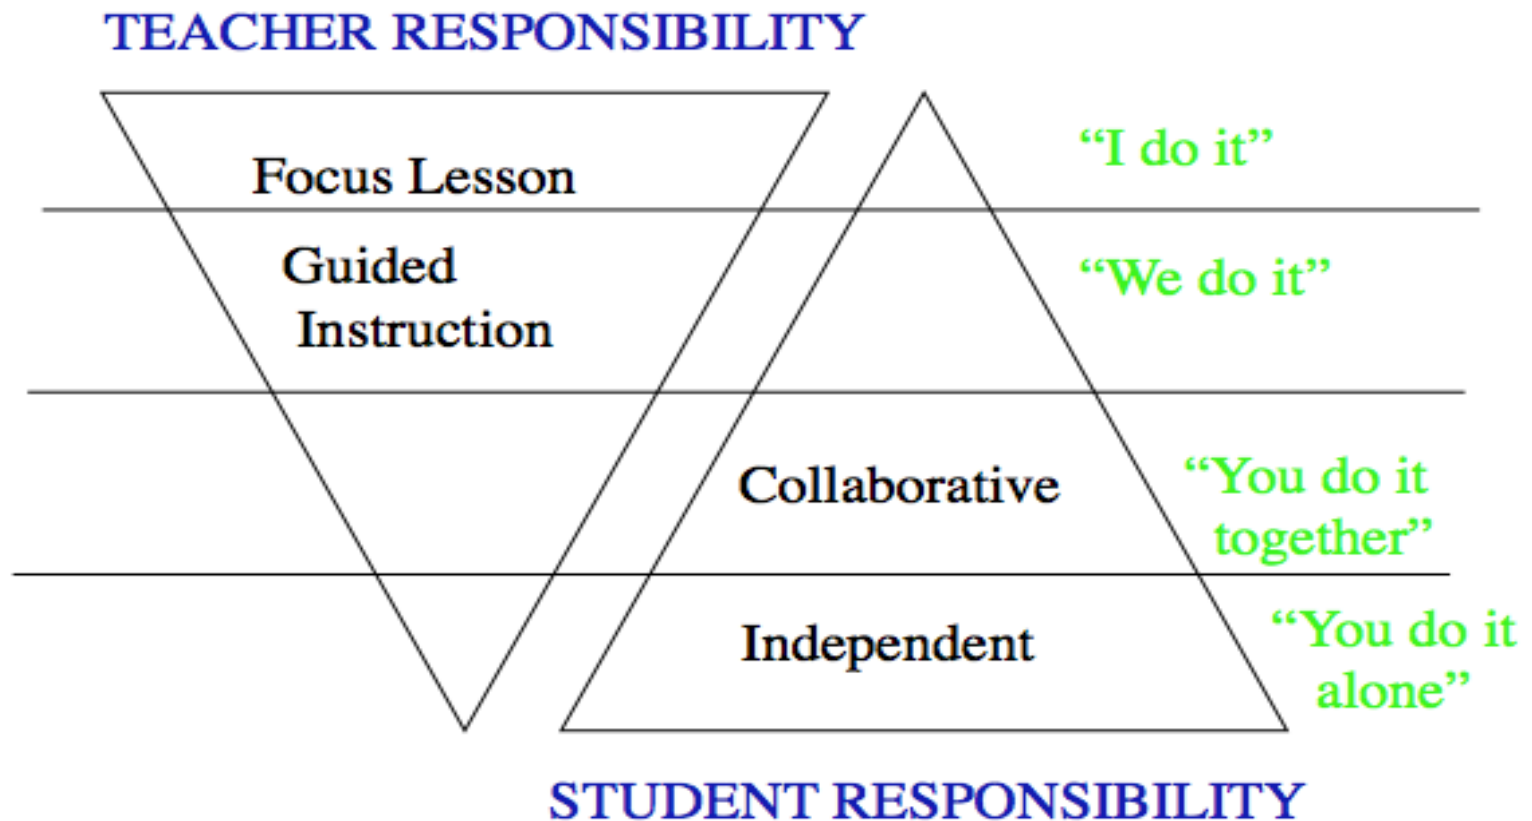 TEACHER RESPONSIBILITY
Focus Lesson
“I do it”
Guided
Instruction
“We do it”
Collaborative
“You do it
together”
Independent
“You do it
alone”
STUDENT RESPONSIBILITY